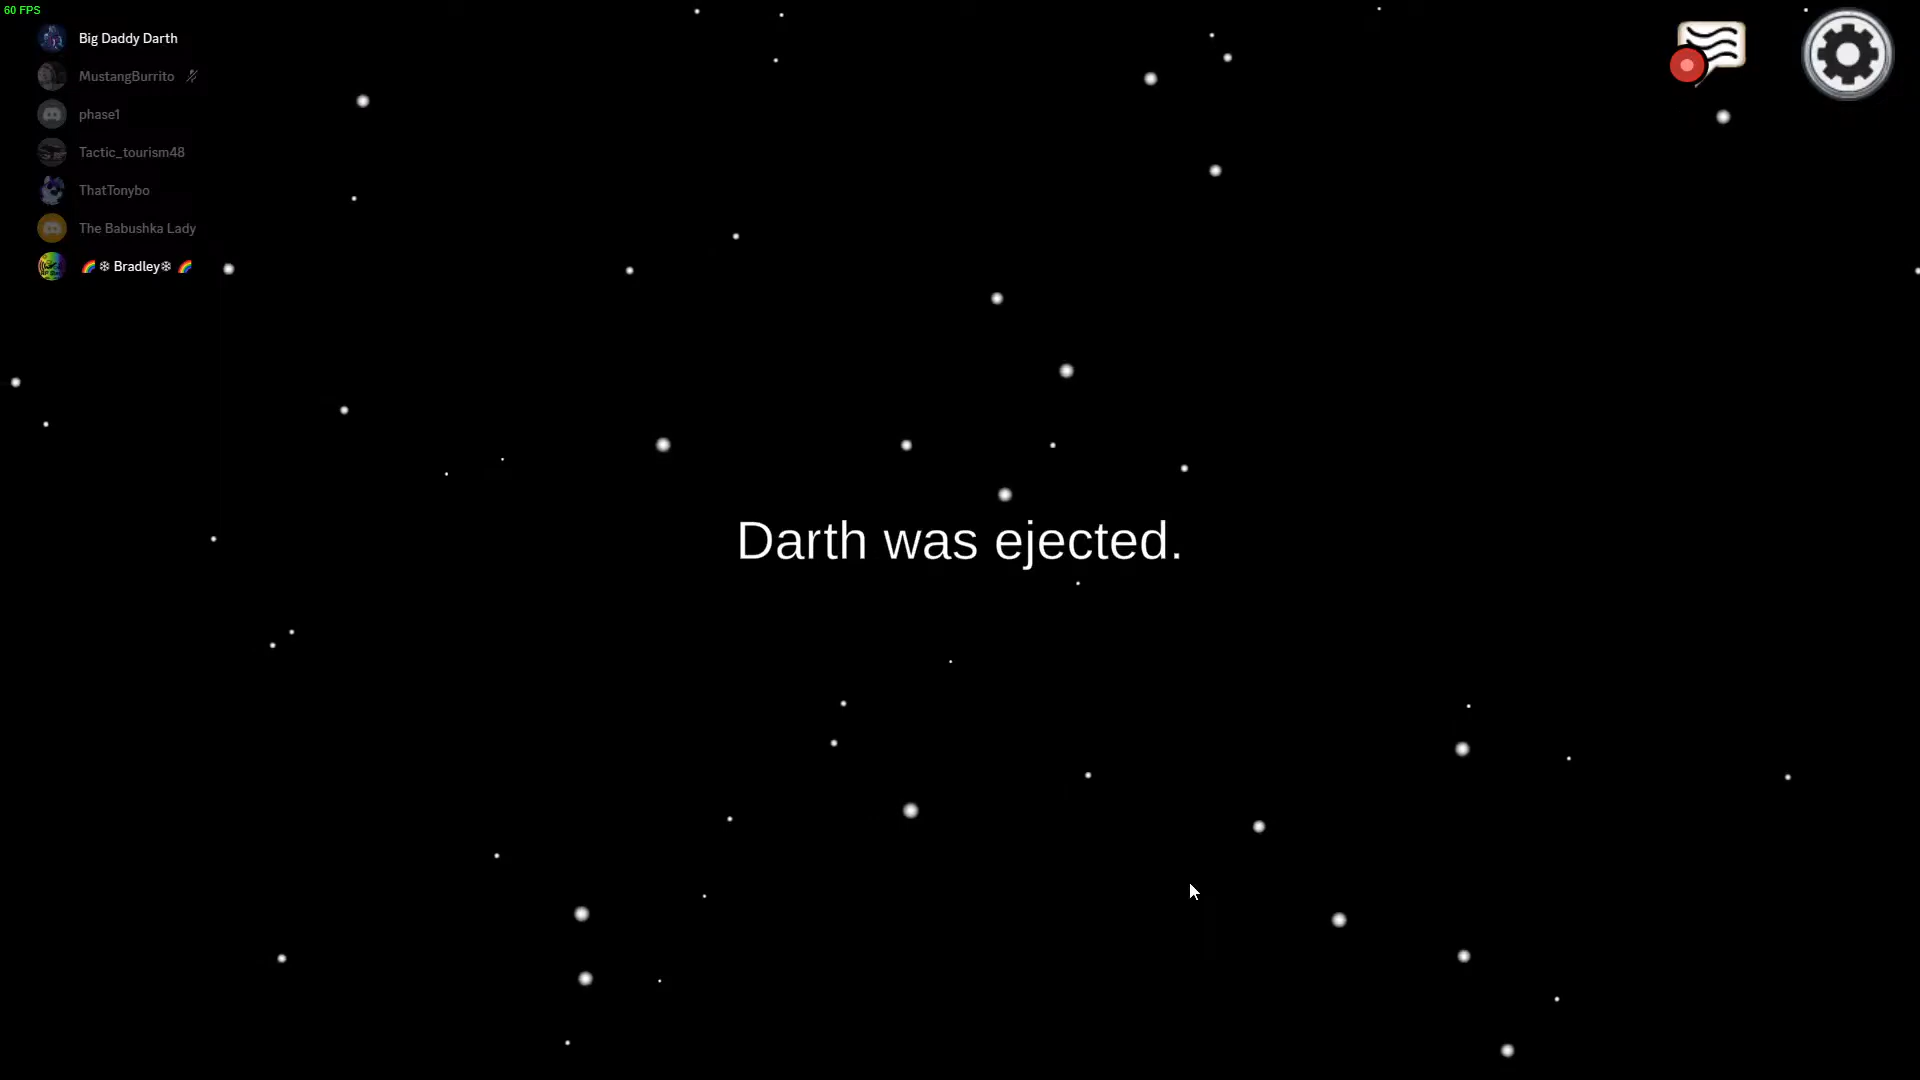 60 FPS
Big Daddy Darth
MustangBurrito
phase1
Tactic_tourism48
ThatTonybo
The Babushka Lady
🌈 ❄ Bradley❄ 🌈
Darth was ejected.